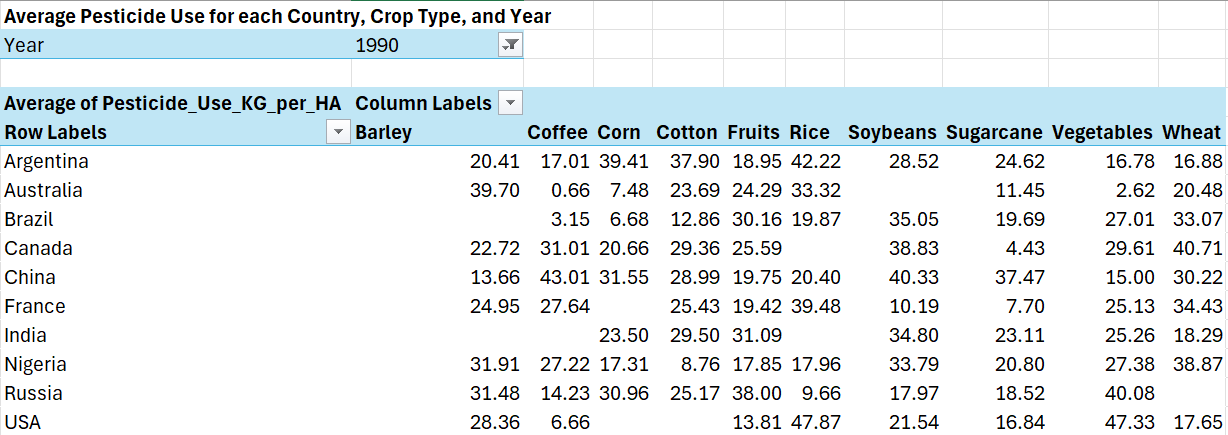 Average Pesticide Use for each Country, Crop Type, and Year
Year 1990
Average of Pesticide_Use_KG_per_HA Column Labels
Row Labels Barley Coffee Corn Cotton Fruits Rice Soybeans Sugarcane Vegetables Wheat
Argentina 20.41 17.01 39.41 37.90 18.95 42.22 28.52 24.62 16.78 16.88
Australia 39.70 0.66 7.48 23.69 24.29 33.32 11.45 2.62 20.48
Brazil 3.15 6.68 12.86 30.16 19.87 35.05 19.69 27.01 33.07
Canada 22.72 31.01 20.66 29.36 25.59 38.83 4.43 29.61 40.71
China 13.66 43.01 31.55 28.99 19.75 20.40 40.33 37.47 15.00 30.22
France 24.95 27.64 25.43 19.42 39.48 10.19 7.70 25.13 34.43
India 23.50 29.50 31.09 34.80 23.11 25.26 18.29
Nigeria 31.91 27.22 17.31 8.76 17.85 17.96 33.79 20.80 27.38 38.87
Russia 31.48 14.23 30.96 25.17 38.00 9.66 17.97 18.52 40.08
USA 28.36 6.66 13.81 47.87 21.54 16.84 47.33 17.65